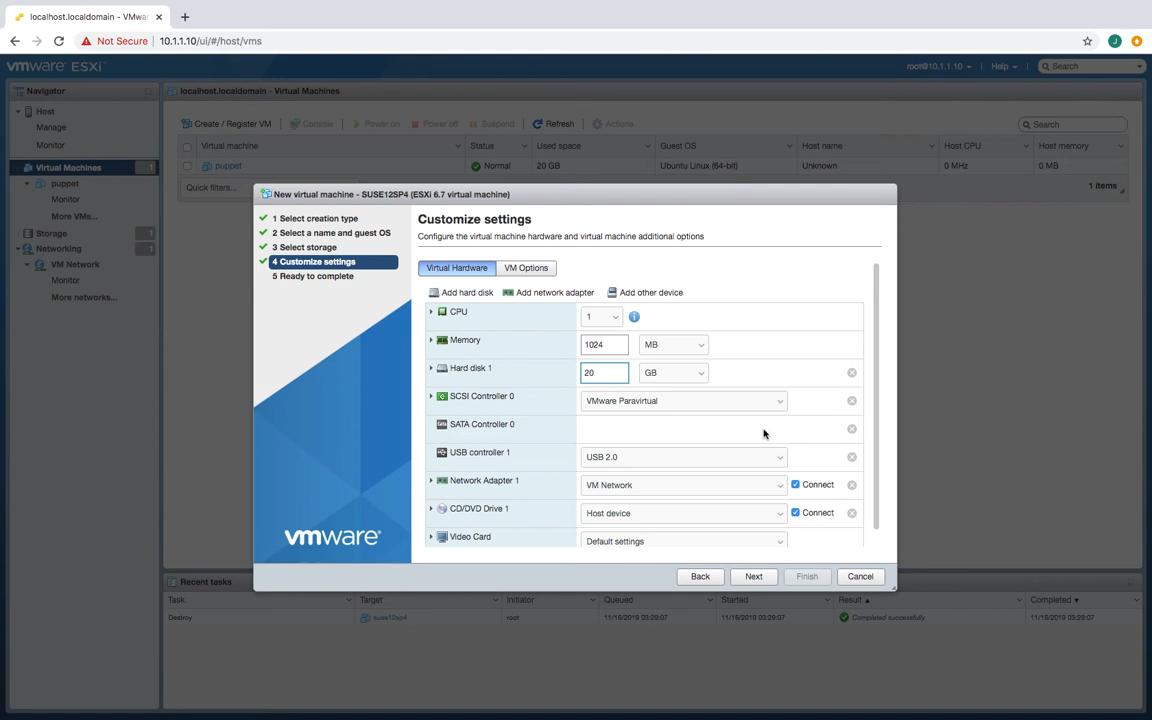 localhost.localdomain - VMwa
Not Secure 10.1.1.10/ui/#/host/vms
J
vmware ESXi
root@10.1.1.10 Help Search
Navigator
localhost.localdomain - Virtual Machines
Host
Manage
Monitor
Virtual Machines 1
puppet
Monitor
More VMs...
Storage 1
Networking 1
VM Network
Monitor
More networks...
Create / Register VM Console Power on Power off Suspend Refresh Actions Search
Virtual machine Status Used space Guest OS Host name Host CPU Host memory
puppet Normal 20 GB Ubuntu Linux (64-bit) Unknown 0 MHz 0 MB
Quick filters... 1 items
New virtual machine - SUSE12SP4 (ESXi 6.7 virtual machine)
1 Select creation type
2 Select a name and guest OS
3 Select storage
4 Customize settings
5 Ready to complete
vmware
Customize settings
Configure the virtual machine hardware and virtual machine additional options
Virtual Hardware VM Options
Add hard disk Add network adapter Add other device
CPU 1
Memory 1024 MB
Hard disk 1 20 GB
SCSI Controller 0 VMware Paravirtual
SATA Controller 0
USB controller 1 USB 2.0
Network Adapter 1 VM Network Connect
CD/DVD Drive 1 Host device Connect
Video Card Default settings
Back Next Finish Cancel
Recent tasks
Task Target Initiator Queued Started Result Completed
Destroy suse12sp4 root 11/16/2019 03:29:07 11/16/2019 03:29:07 Completed successfully 11/16/2019 03:29:07